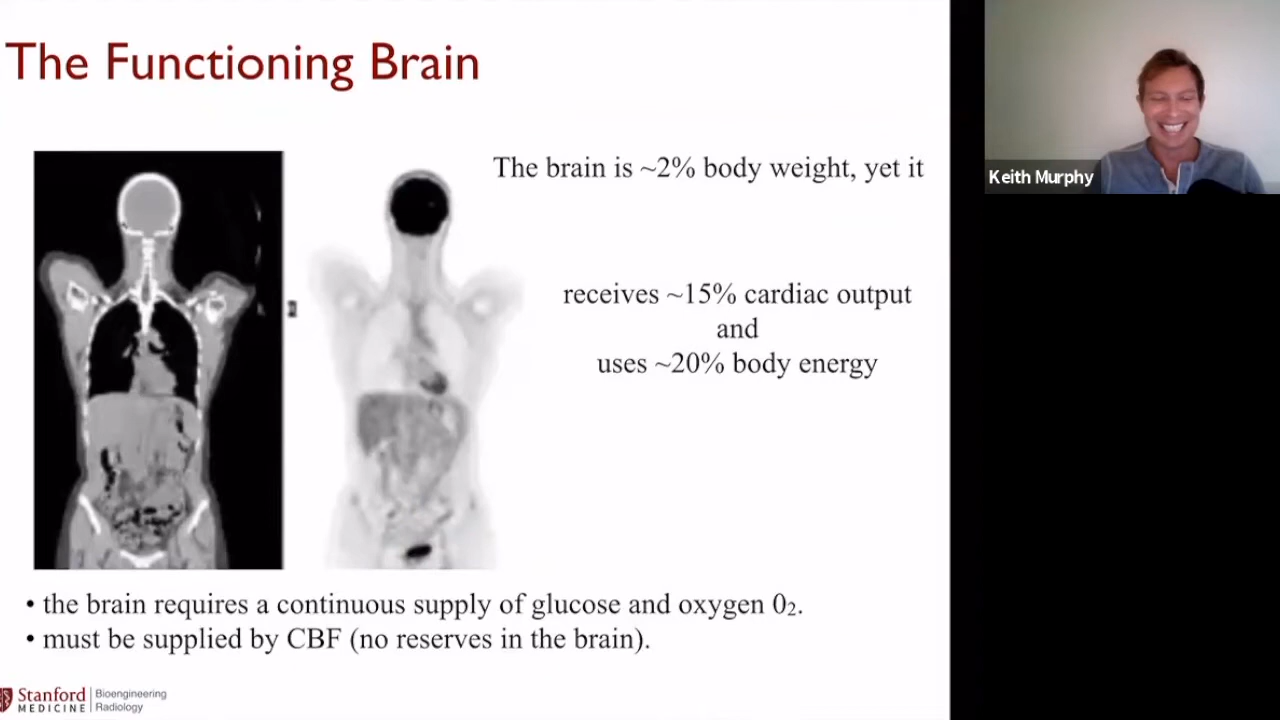 The Functioning Brain
The brain is ~2% body weight, yet it
receives ~15% cardiac output
and
uses ~20% body energy
• the brain requires a continuous supply of glucose and oxygen 0₂.
• must be supplied by CBF (no reserves in the brain).
Stanford
MEDICINE
Bioengineering
Radiology
Keith Murphy